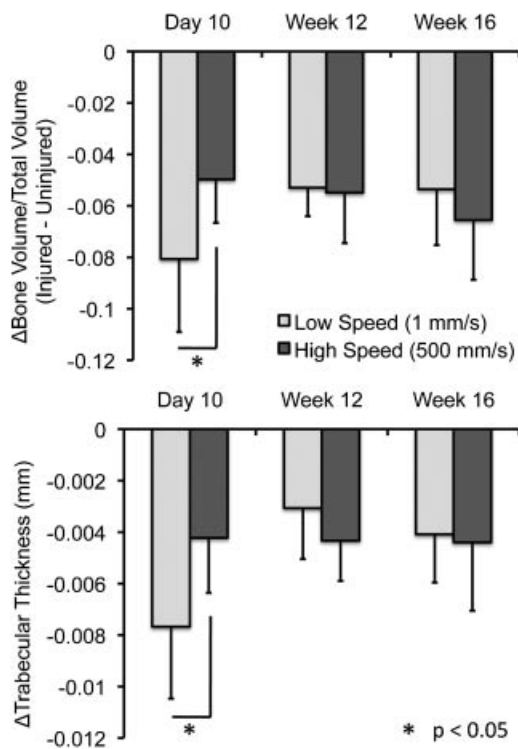 Day 10 Week 12 Week 16
0
-0.02
-0.04
-0.06
-0.08
-0.1
-0.12
ΔBone Volume/Total Volume
(Injured - Uninjured)
Low Speed (1 mm/s)
High Speed (500 mm/s)
*
Day 10 Week 12 Week 16
0
-0.002
-0.004
-0.006
-0.008
-0.01
-0.012
ΔTrabecular Thickness (mm)
*
* p < 0.05